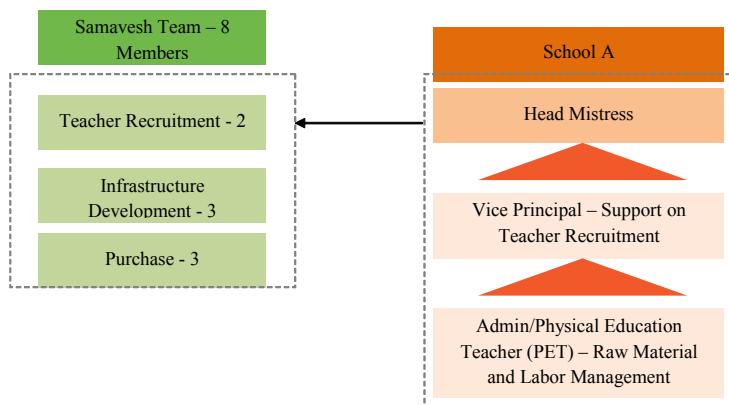 Samavesh Team – 8
Members
Teacher Recruitment - 2
Infrastructure
Development - 3
Purchase - 3
School A
Head Mistress
Vice Principal – Support on
Teacher Recruitment
Admin/Physical Education
Teacher (PET) – Raw Material
and Labor Management